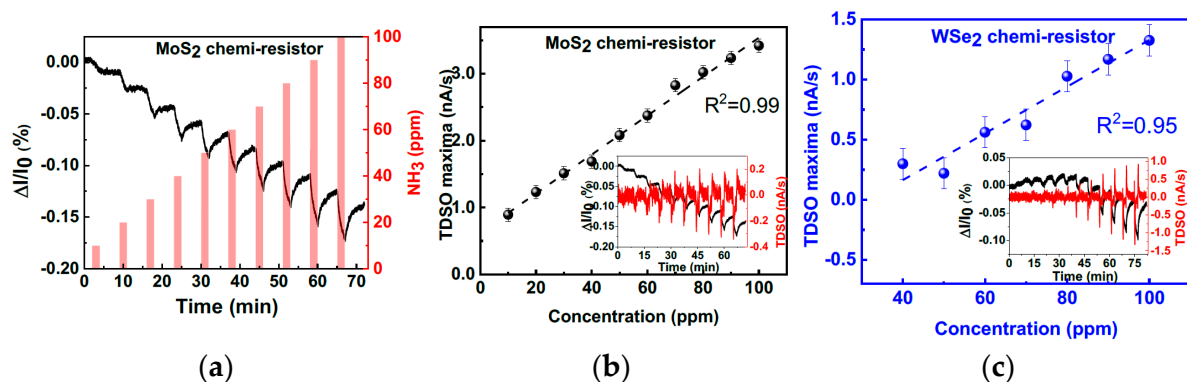 MoS2 chemi-resistor
0.00
-0.05
-0.10
-0.15
-0.20
ΔI/I0 (%)
0 10 20 30 40 50 60 70
Time (min)
100
80
60
40
20
0
NH3 (ppm)
(a)
MoS2 chemi-resistor
3.0
2.0
1.0
0.0
TDSO maxima (nA/s)
R2=0.99
0.00
-0.05
-0.10
-0.15
-0.20
ΔI/I0 (%)
0 15 30 45 60
Time (min)
0.2
0.0
-0.2
-0.4
TDSO (nA/s)
0 20 40 60 80 100
Concentration (ppm)
(b)
WSe2 chemi-resistor
1.5
1.0
0.5
0.0
-0.5
TDSO maxima (nA/s)
R2=0.95
0.05
0.00
-0.05
-0.10
ΔI/I0 (%)
0 15 30 45 60 75
Time (min)
1.0
0.5
0.0
-0.5
-1.0
-1.5
TDSO (nA/s)
40 60 80 100
Concentration (ppm)
(c)